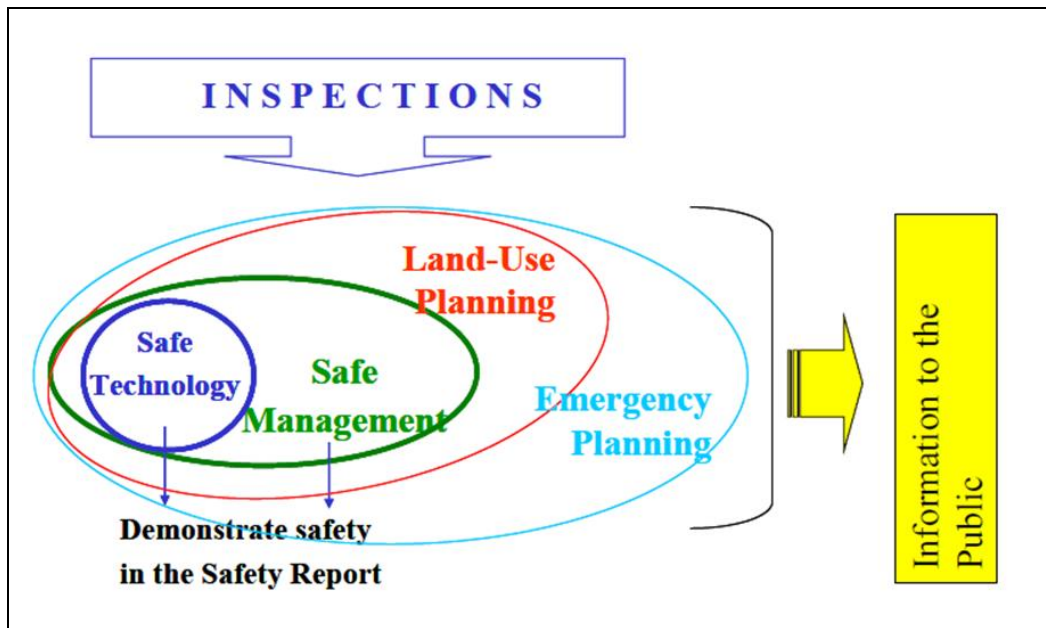 INSPECTIONS
Land-Use
Planning
Safe
Technology
Safe
Management
Emergency
Planning
Demonstrate safety
in the Safety Report
Information to the
Public